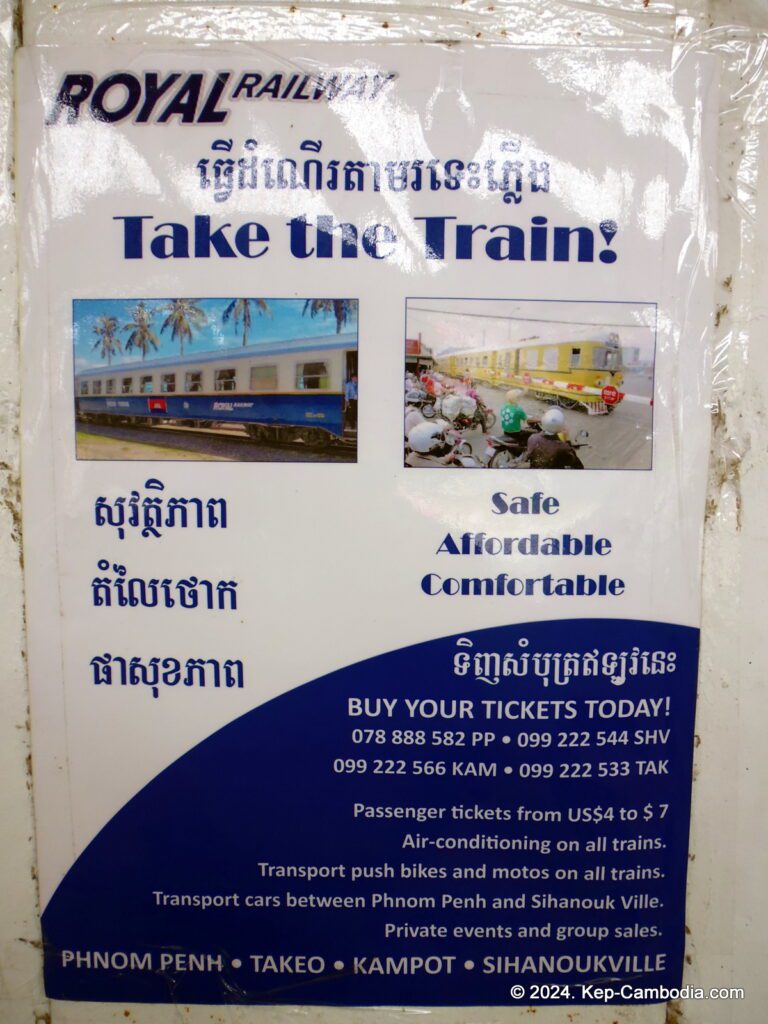 ROYAL RAILWAY
ធ្វើដំណើរតាមរទេះភ្លើង
Take the Train!
ROYAL RAILWAY
សុវត្ថិភាព
តំលៃថោក
ផាសុខភាព
Safe
Affordable
Comfortable
ទិញសំបុត្រឥឡូវនេះ
BUY YOUR TICKETS TODAY!
078 888 582 PP • 099 222 544 SHV
099 222 566 KAM • 099 222 533 TAK
Passenger tickets from US$4 to $ 7
Air-conditioning on all trains.
Transport push bikes and motos on all trains.
Transport cars between Phnom Penh and Sihanouk Ville.
Private events and group sales.
PHNOM PENH • TAKEO • KAMPOT • SIHANOUKVILLE
© 2024. Kep-Cambodia.com